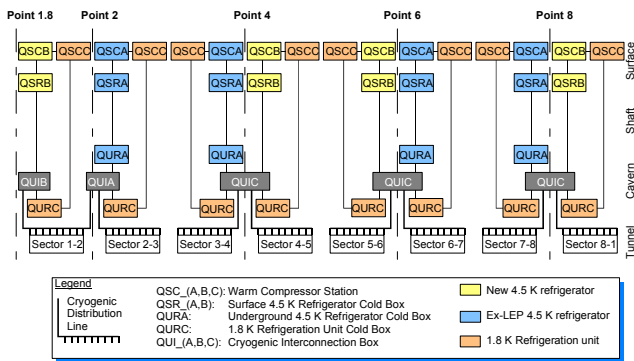 Point 1.8 Point 2 Point 4 Point 6 Point 8
QSCB QSCC QSCA QSCC QSCC QSCA QSCB QSCC QSCC QSCB QSCA QSCC QSCC QSCA QSCB QSCC
Surface
QSRB QSRA QSRA QSRB QSRB QSRA QSRA QSRB
Shaft
QURA QURA QURA QURA
Cavern
QUIB QUIA QUIC QUIC QUIC
QURC QURC QURC QURC QURC QURC QURC QURC
Tunnel
Sector 1-2 Sector 2-3 Sector 3-4 Sector 4-5 Sector 5-6 Sector 6-7 Sector 7-8 Sector 8-1
Legend
Cryogenic
Distribution
Line
QSC_(A,B,C): Warm Compressor Station
QSR_(A,B): Surface 4.5 K Refrigerator Cold Box
QURA: Underground 4.5 K Refrigerator Cold Box
QURC: 1.8 K Refrigeration Unit Cold Box
QUI_(A,B,C): Cryogenic Interconnection Box
New 4.5 K refrigerator
Ex-LEP 4.5 K refrigerator
1.8 K Refrigeration unit